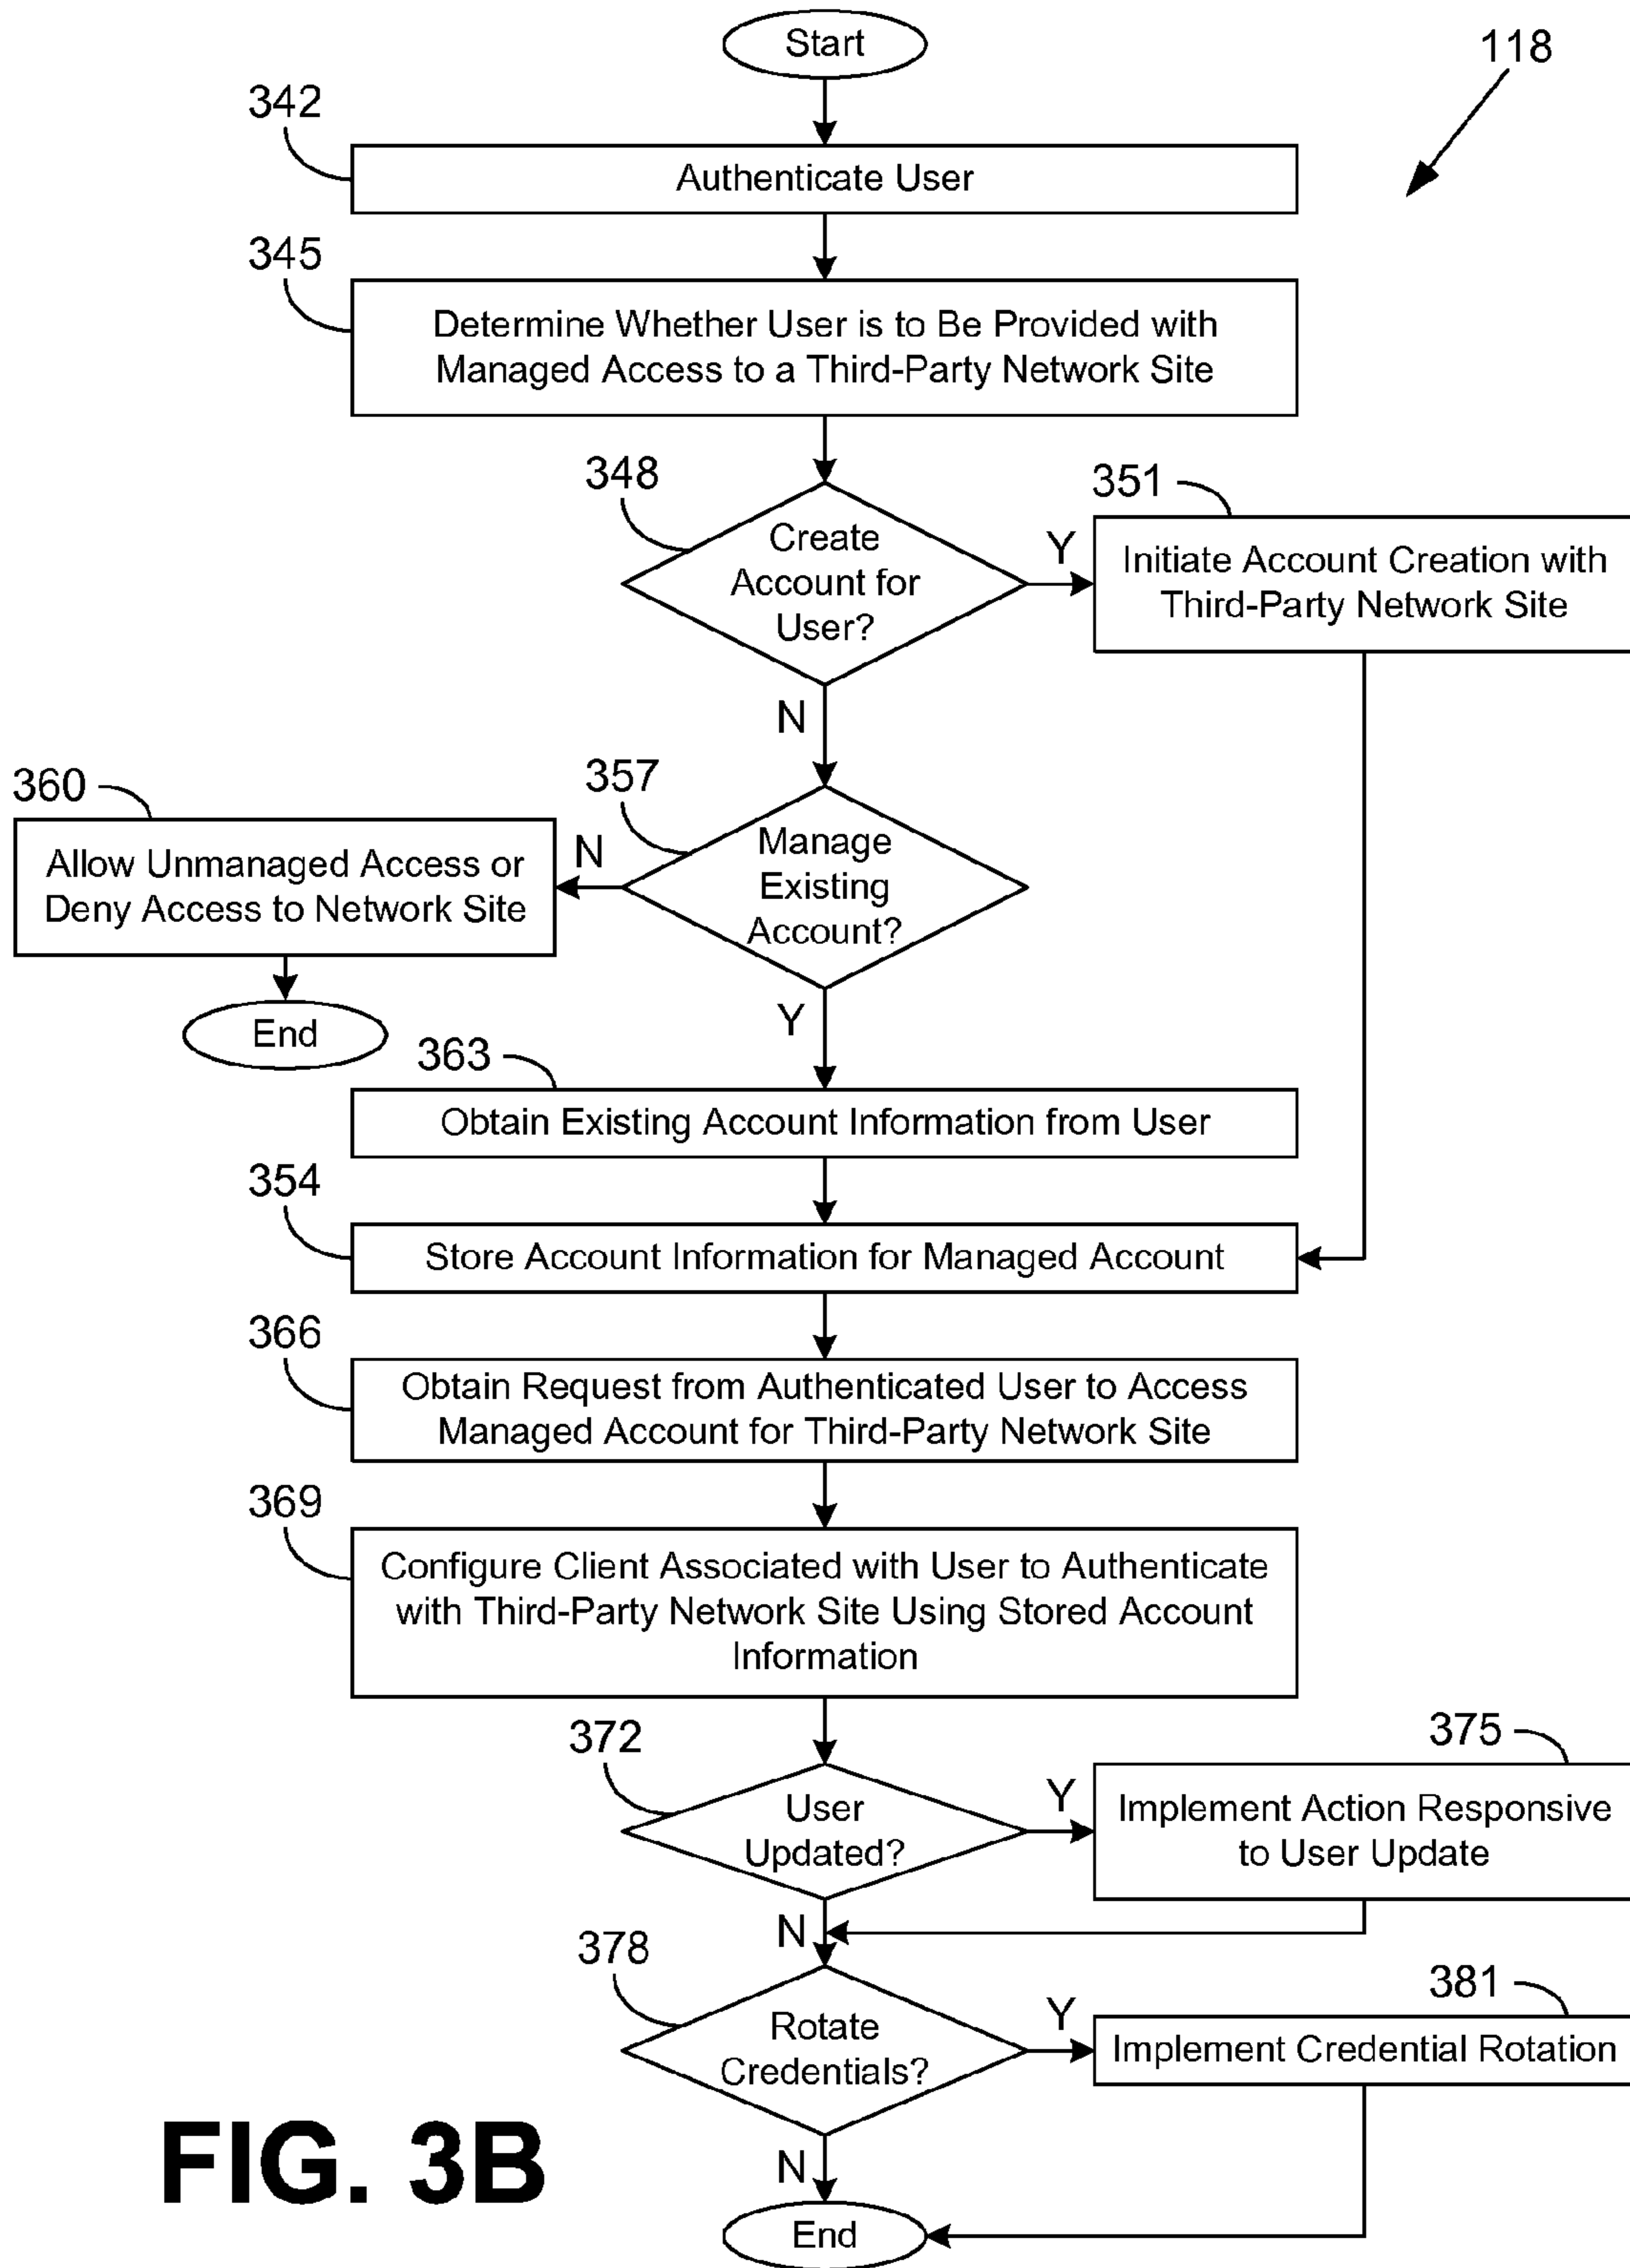 Start
118
342
Authenticate User
345
Determine Whether User is to Be Provided with
Managed Access to a Third-Party Network Site
348
Create
Account for
User?
Y
351
Initiate Account Creation with
Third-Party Network Site
N
357
Manage
Existing
Account?
N
360
Allow Unmanaged Access or
Deny Access to Network Site
End
Y
363
Obtain Existing Account Information from User
354
Store Account Information for Managed Account
366
Obtain Request from Authenticated User to Access
Managed Account for Third-Party Network Site
369
Configure Client Associated with User to Authenticate
with Third-Party Network Site Using Stored Account
Information
372
User
Updated?
Y
375
Implement Action Responsive
to User Update
N
378
Rotate
Credentials?
Y
381
Implement Credential Rotation
N
End
FIG. 3B